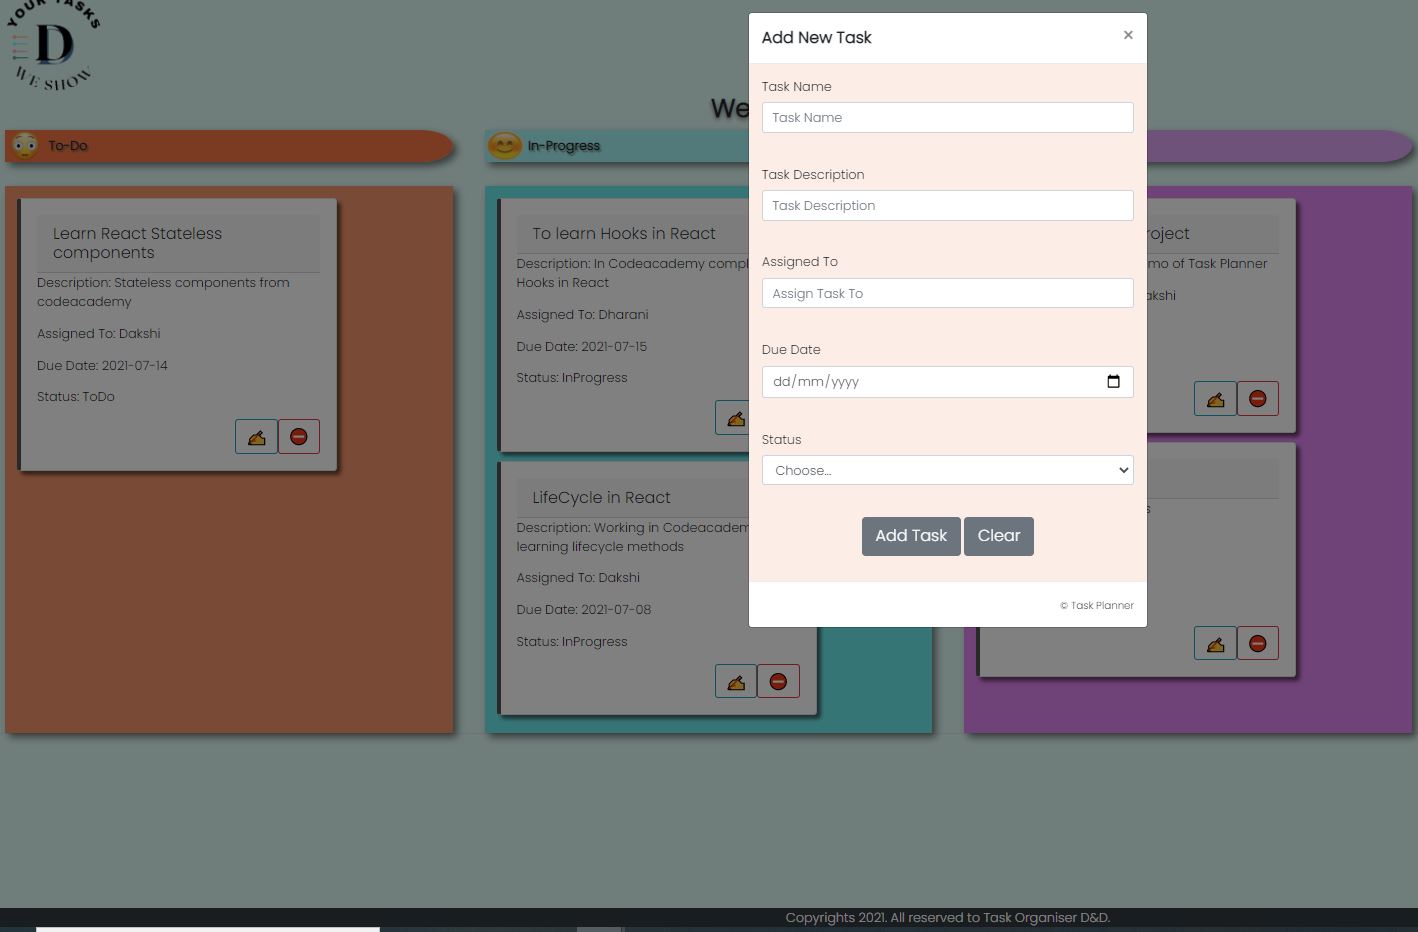 YOUR TASKS
D
WE SHOW
We
To-Do
In-Progress
Learn React Stateless
components
Description: Stateless components from
codeacademy
Assigned To: Dakshi
Due Date: 2021-07-14
Status: ToDo
To learn Hooks in React
Description: In Codeacademy compl
Hooks in React
Assigned To: Dharani
Due Date: 2021-07-15
Status: InProgress
LifeCycle in React
Description: Working in Codeacadem
learning lifecycle methods
Assigned To: Dakshi
Due Date: 2021-07-08
Status: InProgress
roject
mo of Task Planner
akshi
s
Add New Task
×
Task Name
Task Name
Task Description
Task Description
Assigned To
Assign Task To
Due Date
dd/mm/yyyy
Status
Choose...
Add Task Clear
© Task Planner
Copyrights 2021. All reserved to Task Organiser D&D.